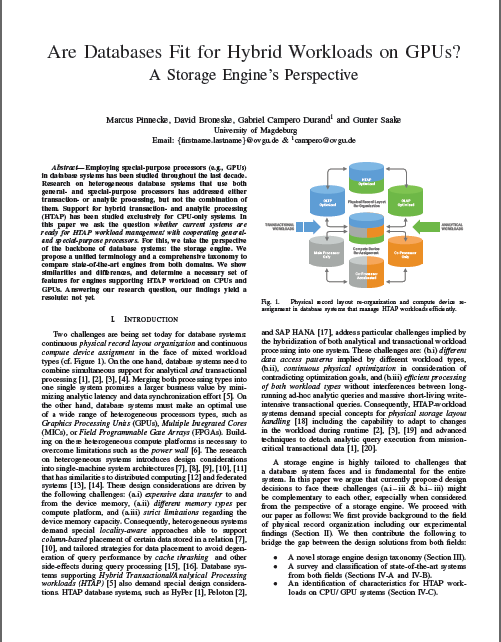 Are Databases Fit for Hybrid Workloads on GPUs?
A Storage Engine's Perspective
Marcus Pinnecke, David Broneske, Gabriel Campero Durand1 and Gunter Saake
University of Magdeburg
Email: {firstname.lastname}@ovgu.de & 1campero@ovgu.de
Abstract—Employing special-purpose processors (e.g., GPUs)
in database systems has been studied throughout the last decade.
Research on heterogeneous database systems that use both
general- and special-purpose processors has addressed either
transaction- or analytic processing, but not the combination of
them. Support for hybrid transaction- and analytic processing
(HTAP) has been studied exclusively for CPU-only systems. In
this paper we ask the question whether current systems are
ready for HTAP workload management with cooperating general-
and special-purpose processors. For this, we take the perspective
of the backbone of database systems: the storage engine. We
propose a unified terminology and a comprehensive taxonomy to
compare state-of-the-art engines from both domains. We show
similarities and differences, and determine a necessary set of
features for engines supporting HTAP workload on CPUs and
GPUs. Answering our research question, our findings yield a
resolute: not yet.
I. INTRODUCTION
Two challenges are being set today for database systems:
continuous physical record layout organization and continuous
compute device assignment in the face of mixed workload
types (cf. Figure 1). On the one hand, database systems need to
combine simultaneous support for analytical and transactional
processing [1], [2], [3], [4]. Merging both processing types into
one single system promises a larger business value by mini-
mizing analytic latency and data synchronization effort [5]. On
the other hand, database systems must make an optimal use
of a wide range of heterogeneous processors types, such as
Graphics Processing Units (GPUs), Multiple Integrated Cores
(MICs), or Field Programmable Gate Arrays (FPGAs). Build-
ing on these heterogeneous compute platforms is necessary to
overcome limitations such as the power wall [6]. The research
on heterogeneous systems introduces design considerations
into single-machine system architectures [7], [8], [9], [10], [11]
that has similarities to distributed computing [12] and federated
systems [13], [14]. These design considerations are driven by
the following challenges: (a.i) expensive data transfer to and
from the device memory, (a.ii) different memory types per
compute platform, and (a.iii) strict limitations regarding the
device memory capacity. Consequently, heterogeneous systems
demand special locality-aware approaches able to support
column-based placement of certain data stored in a relation [7],
[10], and tailored strategies for data placement to avoid degen-
eration of query performance by cache thrashing and other
side-effects during query processing [15], [16]. Database sys-
tems supporting Hybrid Transactional/Analytical Processing
workloads (HTAP) [5] also demand special design considera-
tions. HTAP database systems, such as HyPer [1], Peloton [2],
HTAP
Optimized
OLTP
Optimized
Physical Record Layout
Re-Organization
OLAP
Optimized
TRANSACTIONAL
WORKLOADS
ANALYTICAL
WORKLOADS
Main Processor
Only
Compute Device
Re-Assignment
Co-Processor
Only
Co-Processor
Accelerated
Fig. 1. Physical record layout re-organization and compute device re-
assignment in database systems that manage HTAP workloads efficiently.
and SAP HANA [17], address particular challenges implied by
the hybridization of both analytical and transactional workload
processing into one system. These challenges are: (b.i) different
data access patterns implied by different workload types,
(b.ii), continuous physical optimization in consideration of
contradicting optimization goals, and (b.iii) efficient processing
of both workload types without interferences between long-
running ad-hoc analytic queries and massive short-living write-
intensive transactional queries. Consequently, HTAP-workload
systems demand special concepts for physical storage layout
handling [18] including the capability to adapt to changes
in the workload during runtime [2], [3], [19] and advanced
techniques to detach analytic query execution from mission-
critical transactional data [1], [20].
A storage engine is highly tailored to challenges that
a database system faces and is fundamental for the entire
system. In this paper we argue that currently proposed design
decisions to face these challenges (a.i – iii & b.i – iii) might
be complementary to each other, especially when considered
from the perspective of a storage engine. We proceed with
our paper as follows: We first provide background to the field
of physical record organization including our experimental
findings (Section II). We then contribute the following to
bridge the gap between the design solutions from both fields:
• A novel storage engine design taxonomy (Section III).
• A survey and classification of state-of-the-art systems
from both fields (Sections IV-A and IV-B).
• An identification of characteristics for HTAP work-
loads on CPU/ GPU systems (Section IV-C).